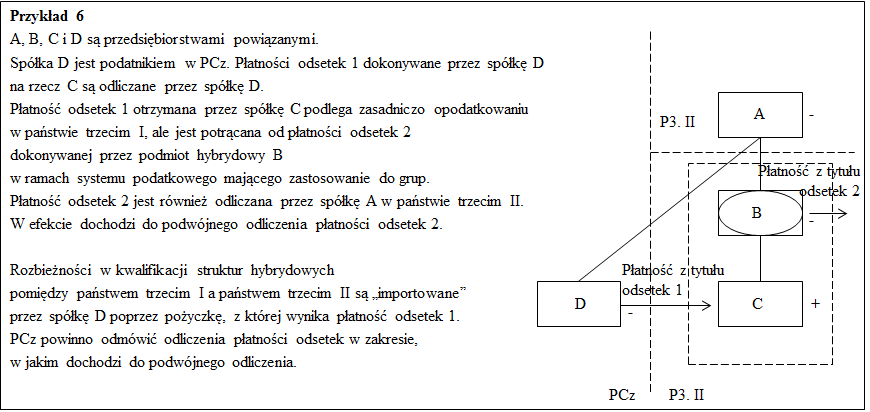 Przykład 6
A, B, C i D są przedsiębiorstwami powiązanymi.
Spółka D jest podatnikiem w PCz. Płatności odsetek 1 dokonywane przez spółkę D
na rzecz C są odliczane przez spółkę D.
Płatność odsetek 1 otrzymana przez spółkę C podlega zasadniczo opodatkowaniu
w państwie trzecim I, ale jest potrącana od płatności odsetek 2
dokonywanej przez podmiot hybrydowy B
w ramach systemu podatkowego mającego zastosowanie do grup.
Płatność odsetek 2 jest również odliczana przez spółkę A w państwie trzecim II.
W efekcie dochodzi do podwójnego odliczenia płatności odsetek 2.
Rozbieżności w kwalifikacji struktur hybrydowych
pomiędzy państwem trzecim I a państwem trzecim II są „importowane”
przez spółkę D poprzez pożyczkę, z której wynika płatność odsetek 1.
PCz powinno odmówić odliczenia płatności odsetek w zakresie,
w jakim dochodzi do podwójnego odliczenia.
P3. II
A
-
Płatność z tytułu
odsetek 2
B
-
Płatność z tytułu
odsetek 1
D
-
C
+
PCz
P3. II